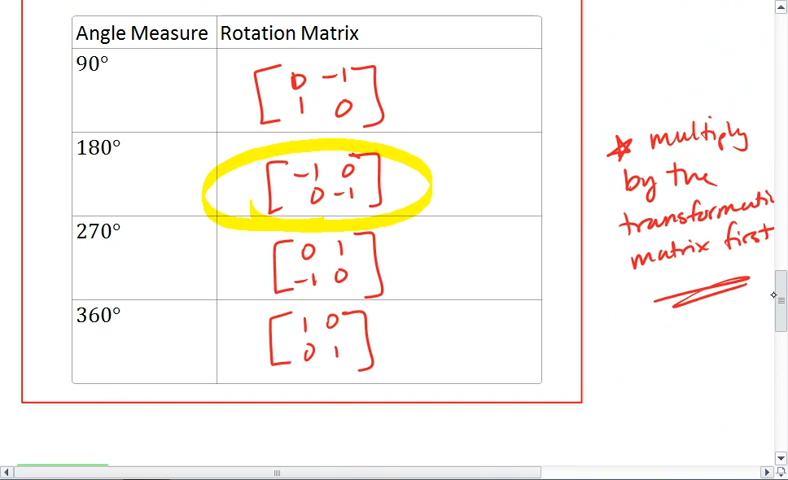 Angle Measure Rotation Matrix
90°
0 -1
1 0
180°
-1 0
0 -1
270°
0 1
-1 0
360°
1 0
0 1
* multiply
by the
transformati
matrix first